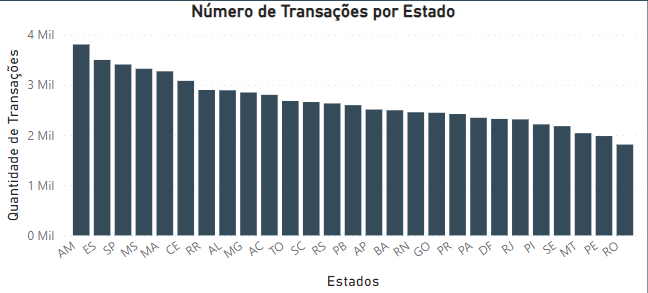 Número de Transações por Estado
Quantidade de Transações
4 Mil
3 Mil
2 Mil
1 Mil
0 Mil
AM ES SP MS MA CE RR AL MG AC TO SC RS PB AP BA RN GO PR PA DF RJ PI SE MT PE RO
Estados